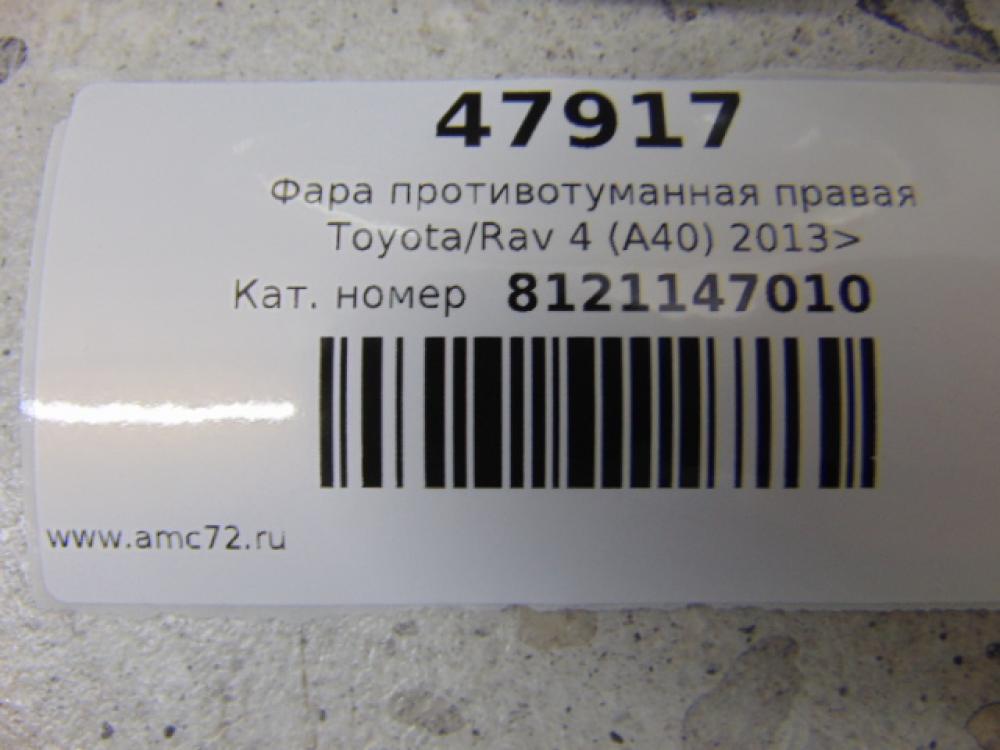 47917
Фара противотуманная правая
Toyota/Rav 4 (A40) 2013>
Кат. номер 8121147010
www.amc72.ru